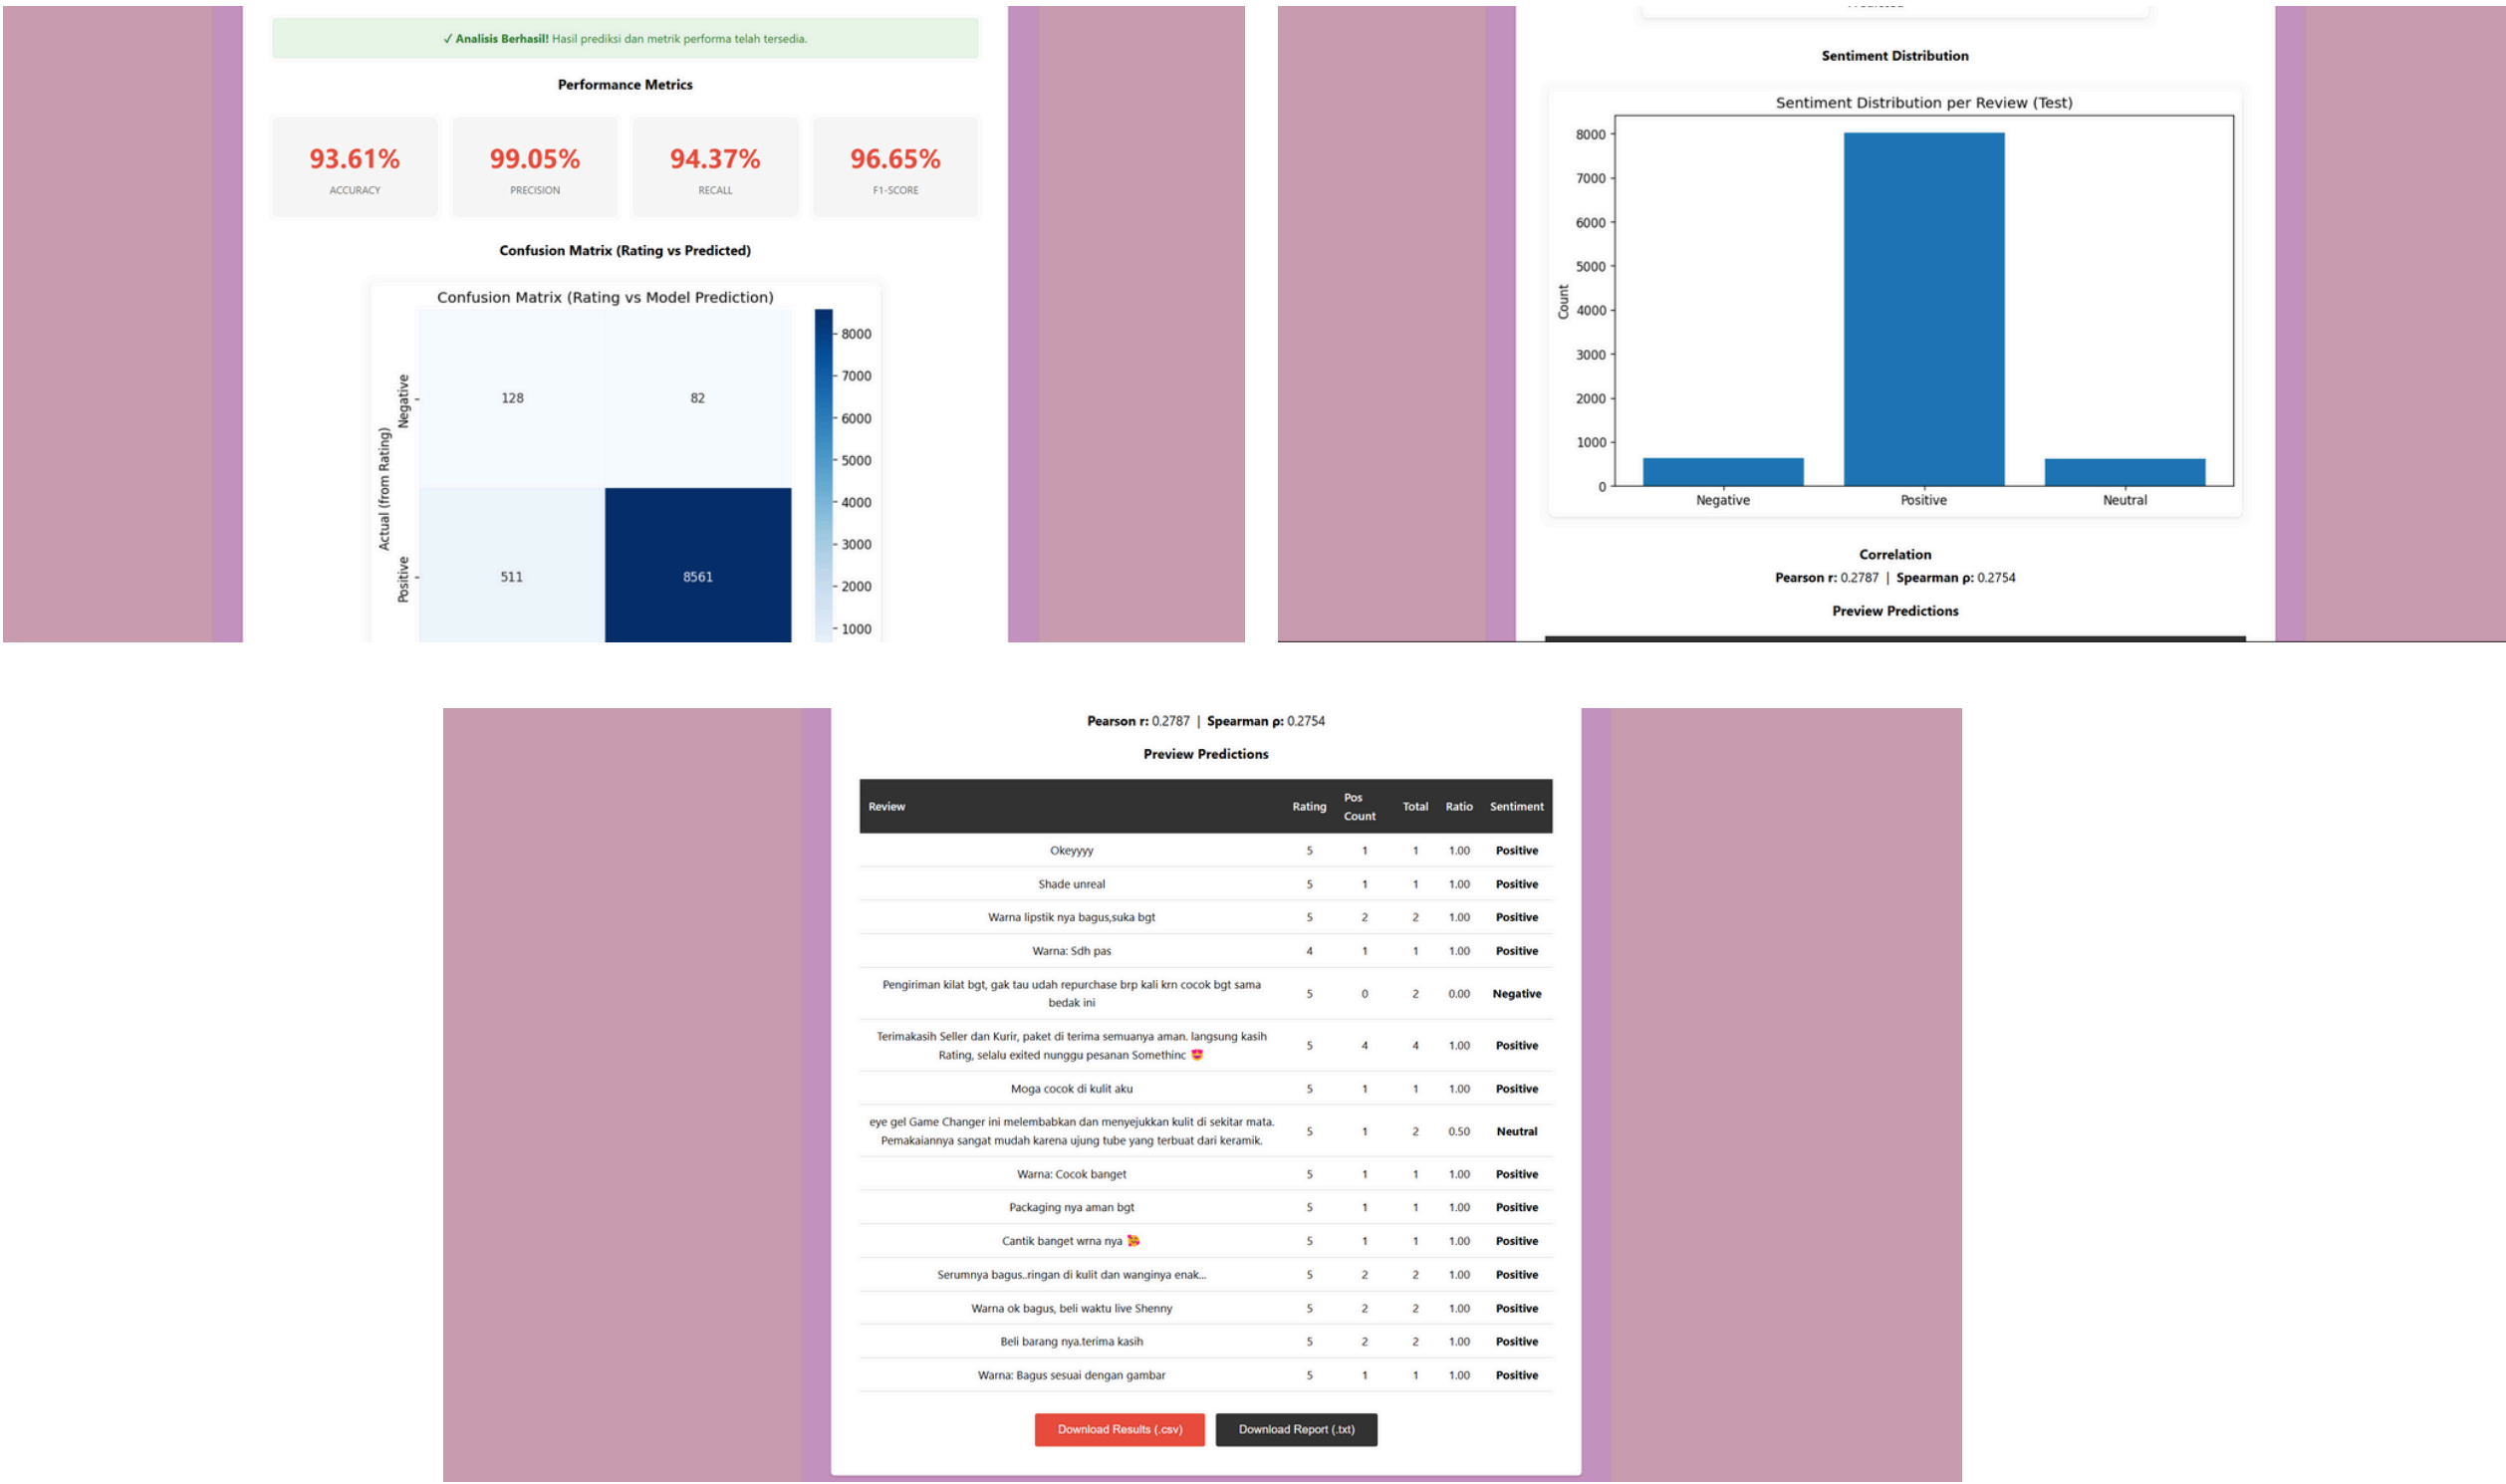 ✓ Analisis Berhasil! Hasil prediksi dan metrik performa telah tersedia.
Performance Metrics
93.61% 99.05% 94.37% 96.65%
ACCURACY PRECISION RECALL F1-SCORE
Confusion Matrix (Rating vs Predicted)
Confusion Matrix (Rating vs Model Prediction)
Actual (from Rating)
Negative
Positive
128 82
511 8561
8000
7000
6000
5000
4000
3000
2000
1000
Sentiment Distribution
Sentiment Distribution per Review (Test)
Count
8000
7000
6000
5000
4000
3000
2000
1000
0
Negative Positive Neutral
Correlation
Pearson r: 0.2787 | Spearman ρ: 0.2754
Preview Predictions
Pearson r: 0.2787 | Spearman ρ: 0.2754
Preview Predictions
Review Rating Pos Count Total Ratio Sentiment
Okeyyyy 5 1 1 1.00 Positive
Shade unreal 5 1 1 1.00 Positive
Warna lipstik nya bagus,suka bgt 5 2 2 1.00 Positive
Warna: Sdh pas 4 1 1 1.00 Positive
Pengiriman kilat bgt, gak tau udah repurchase brp kali krn cocok bgt sama
bedak ini 5 0 2 0.00 Negative
Terimakasih Seller dan Kurir, paket di terima semuanya aman. langsung kasih
Rating, selalu exited nunggu pesanan Somethinc 😍 5 4 4 1.00 Positive
Moga cocok di kulit aku 5 1 1 1.00 Positive
eye gel Game Changer ini melembabkan dan menyejukkan kulit di sekitar mata.
Pemakaiannya sangat mudah karena ujung tube yang terbuat dari keramik. 5 1 2 0.50 Neutral
Warna: Cocok banget 5 1 1 1.00 Positive
Packaging nya aman bgt 5 1 1 1.00 Positive
Cantik banget wrna nya 🥰 5 1 1 1.00 Positive
Serumnya bagus..ringan di kulit dan wanginya enak... 5 2 2 1.00 Positive
Warna ok bagus, beli waktu live Shenny 5 2 2 1.00 Positive
Beli barang nya.terima kasih 5 2 2 1.00 Positive
Warna: Bagus sesuai dengan gambar 5 1 1 1.00 Positive
Download Results (.csv) Download Report (.txt)